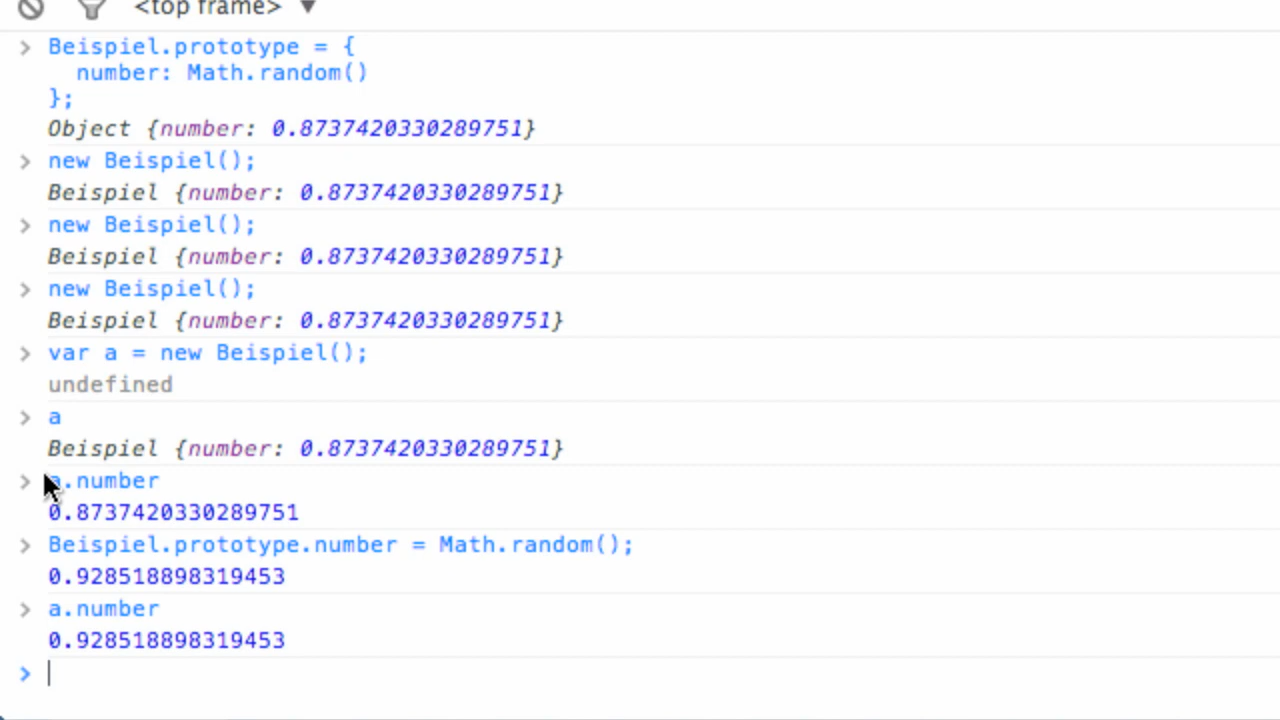 <top frame> ▼
> Beispiel.prototype = {
number: Math.random()
};
Object {number: 0.8737420330289751}
> new Beispiel();
Beispiel {number: 0.8737420330289751}
> new Beispiel();
Beispiel {number: 0.8737420330289751}
> new Beispiel();
Beispiel {number: 0.8737420330289751}
> var a = new Beispiel();
undefined
> a
Beispiel {number: 0.8737420330289751}
> a.number
0.8737420330289751
> Beispiel.prototype.number = Math.random();
0.928518898319453
> a.number
0.928518898319453
>